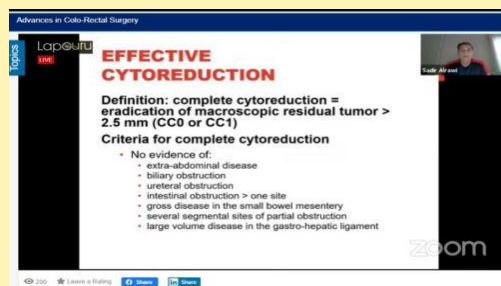 Advances in Colo-Rectal Surgery
Topics
Lapguru
LIVE
EFFECTIVE
CYTOREDUCTION
Sadir Alrawi
Definition: complete cytoreduction =
eradication of macroscopic residual tumor >
2.5 mm (CC0 or CC1)
Criteria for complete cytoreduction
• No evidence of:
• extra-abdominal disease
• biliary obstruction
• ureteral obstruction
• intestinal obstruction > one site
• gross disease in the small bowel mesentery
• several segmental sites of partial obstruction
• large volume disease in the gastro-hepatic ligament
zoom
200 Leave a Rating Share Share